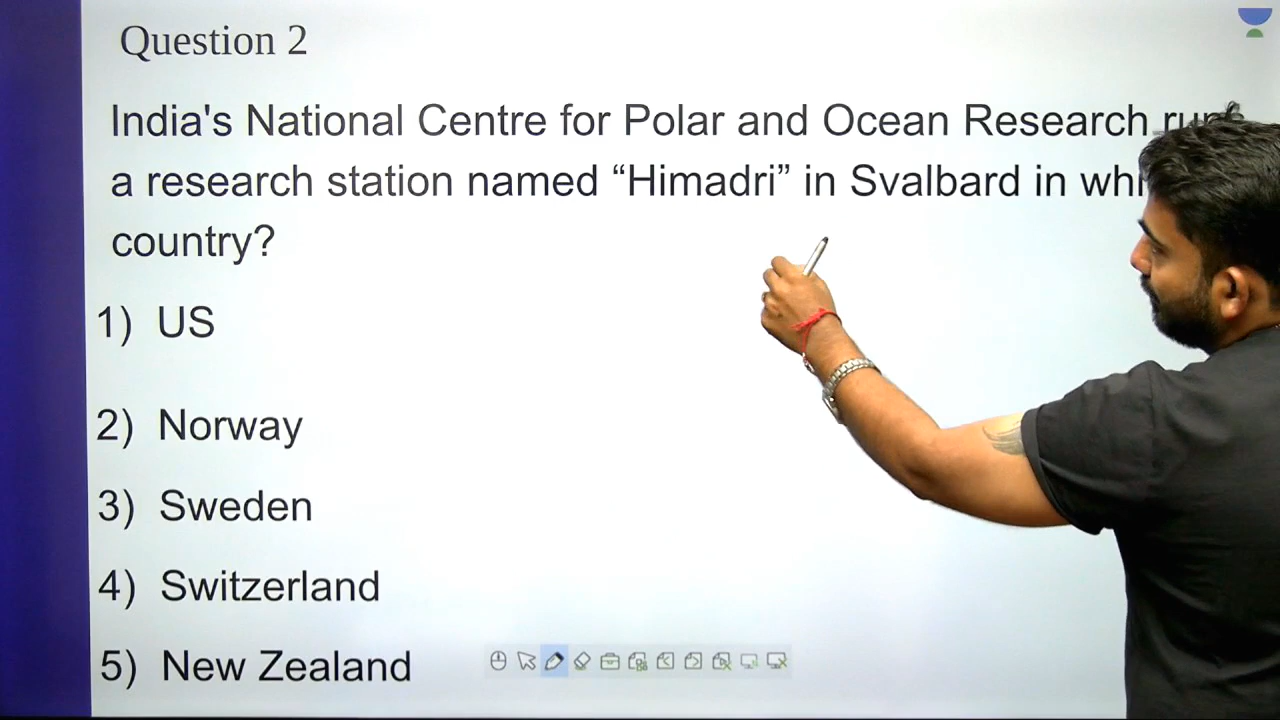 Question 2
India's National Centre for Polar and Ocean Research
a research station named “Himadri” in Svalbard in
country?
1) US
2) Norway
3) Sweden
4) Switzerland
5) New Zealand